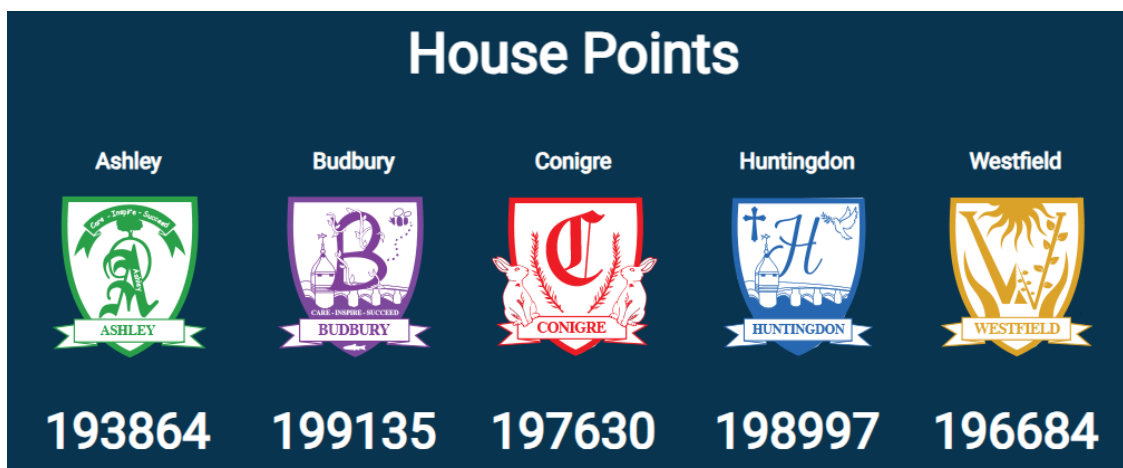 House Points
Ashley Budbury Conigre Huntingdon Westfield
Care - Inspire - Succeed
Ashley
CARE - INSPIRE - SUCCEED
ASHLEY BUDBURY CONIGRE HUNTINGDON WESTFIELD
193864 199135 197630 198997 196684